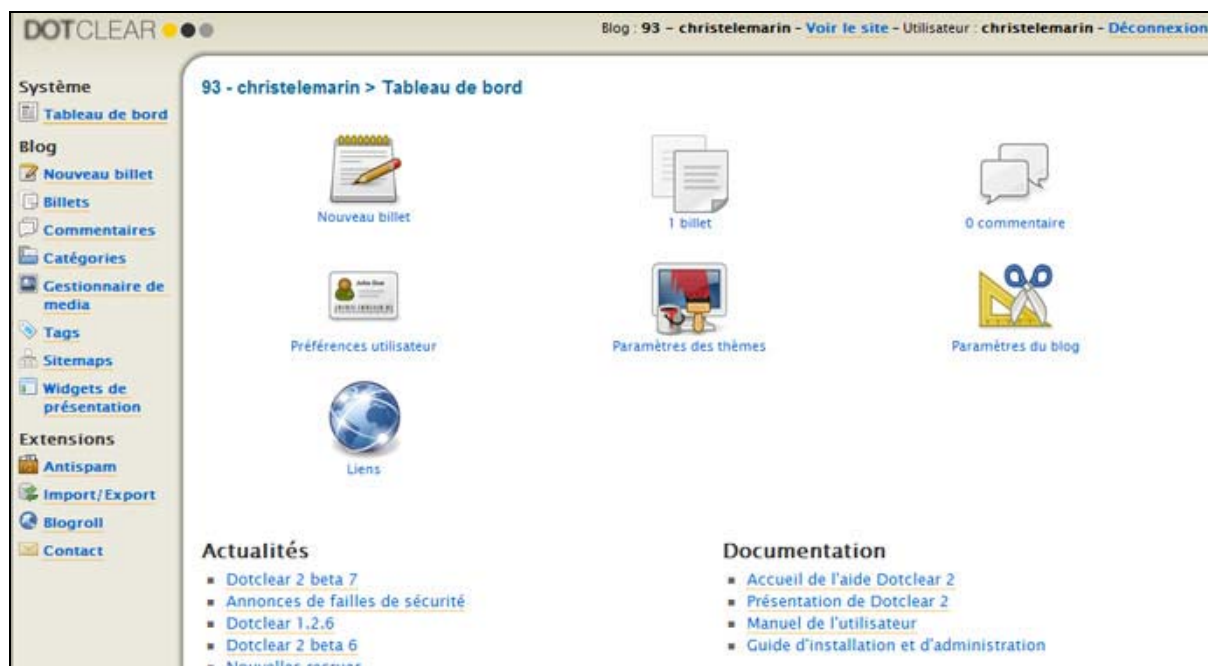 DOTCLEAR
Blog : 93 - christelemarin - Voir le site - Utilisateur : christelemarin - Déconnexion
Système
Tableau de bord
Blog
Nouveau billet
Billets
Commentaires
Catégories
Gestionnaire de
media
Tags
Sitemaps
Widgets de
présentation
Extensions
Antispam
Import/Export
Blogroll
Contact
93 - christelemarin > Tableau de bord
Nouveau billet
1 billet
0 commentaire
John Doe
Préférences utilisateur
Paramètres des thèmes
Paramètres du blog
Liens
Actualités
Dotclear 2 beta 7
Annonces de failles de sécurité
Dotclear 1.2.6
Dotclear 2 beta 6
Documentation
Accueil de l'aide Dotclear 2
Présentation de Dotclear 2
Manuel de l'utilisateur
Guide d'installation et d'administration